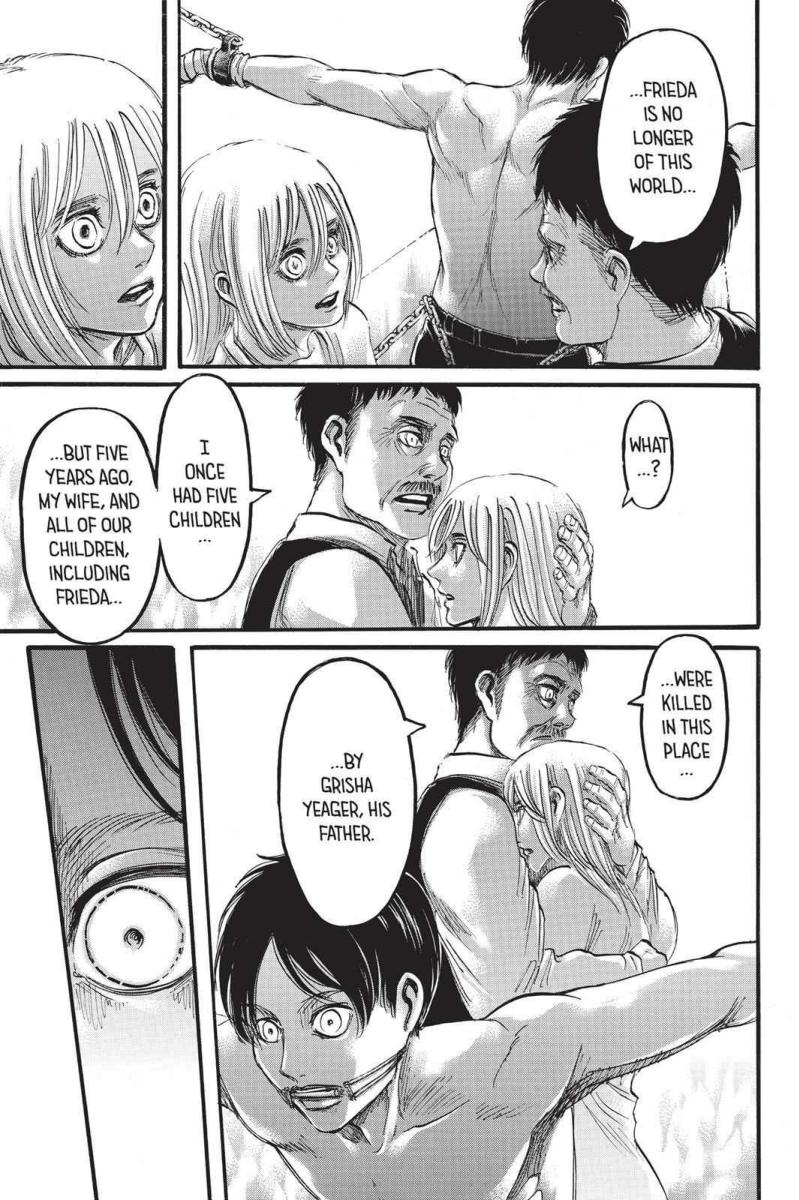 ...FRIEDA
IS NO
LONGER
OF THIS
WORLD...
WHAT
...?
I
ONCE
HAD FIVE
CHILDREN
...
...BUT FIVE
YEARS AGO,
MY WIFE, AND
ALL OF OUR
CHILDREN,
INCLUDING
FRIEDA...
...WERE
KILLED
IN THIS
PLACE
...
...BY
GRISHA
YEAGER, HIS
FATHER.